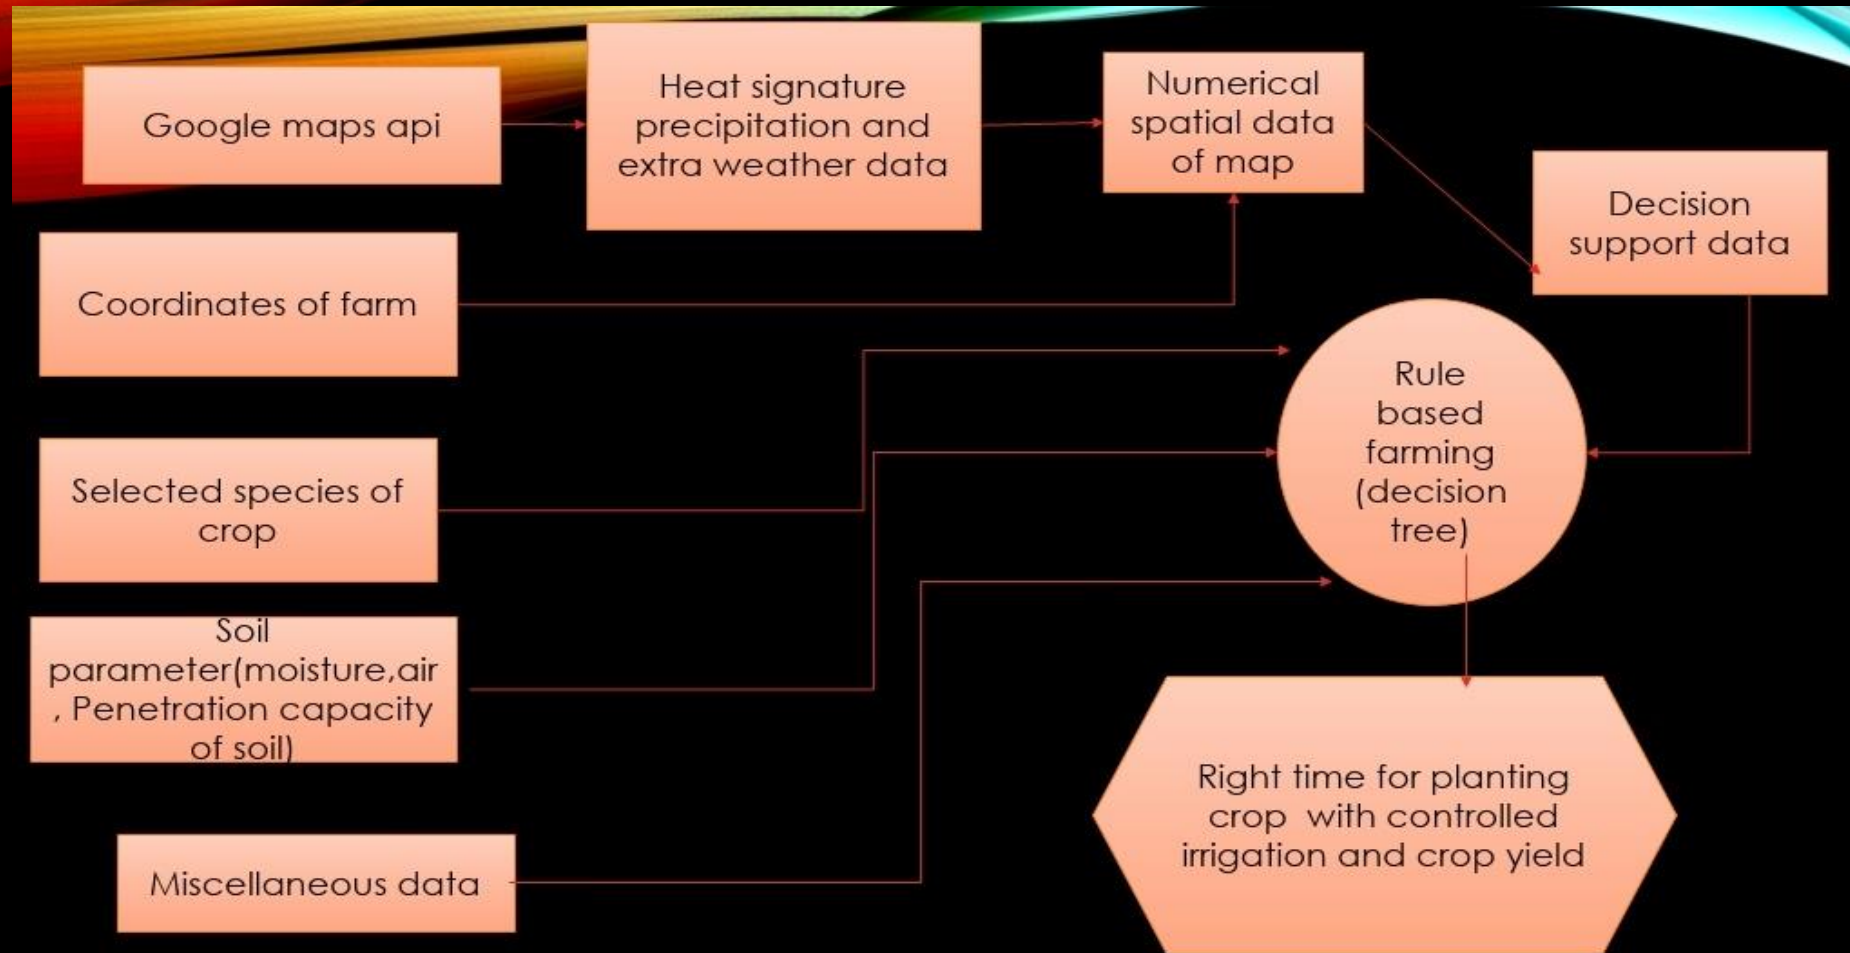 Google maps api
Heat signature
precipitation and
extra weather data
Numerical
spatial data
of map
Decision
support data
Coordinates of farm
Rule
based
farming
(decision
tree)
Selected species of
crop
Soil
parameter(moisture,air
, Penetration capacity
of soil)
Right time for planting
crop  with controlled
irrigation and crop yield
Miscellaneous data